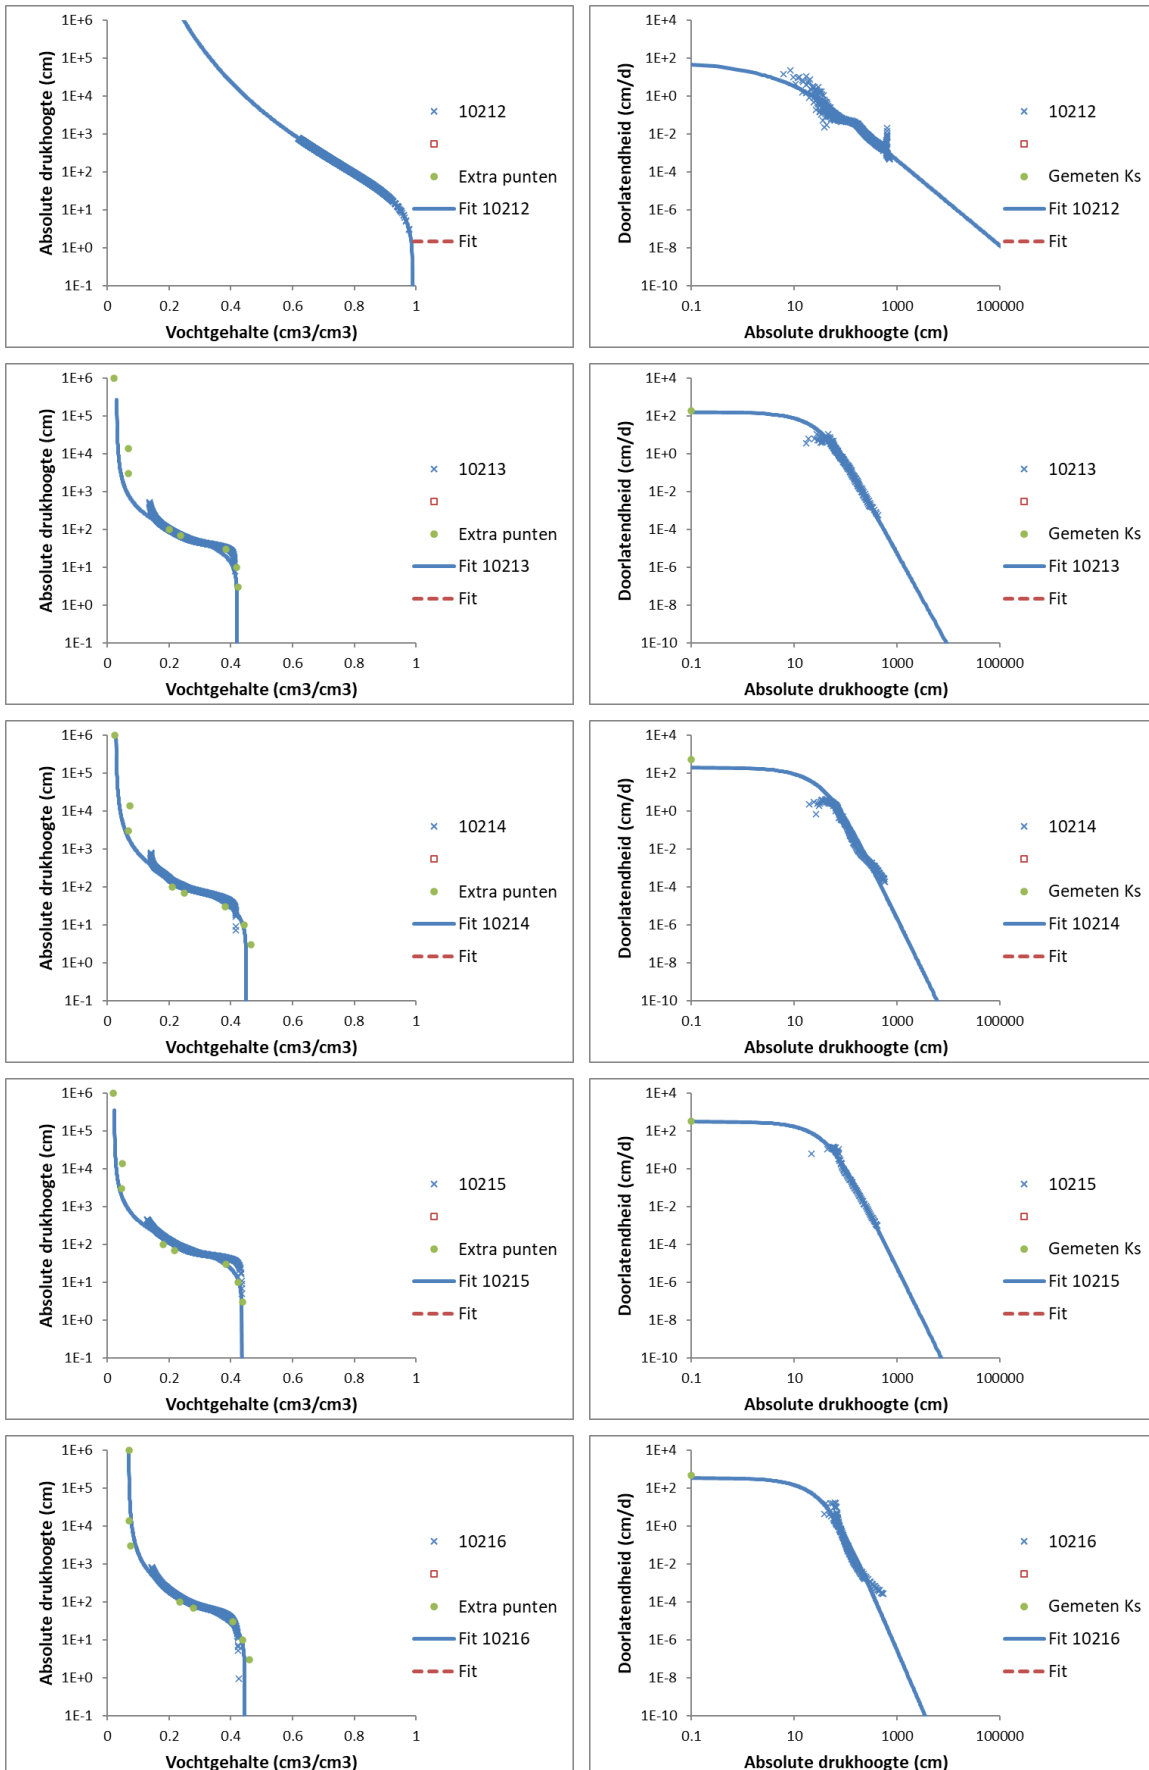 1E+6
1E+5
1E+4
1E+3
1E+2
1E+1
1E+0
1E-1
Absolute drukhoogte (cm)
0 0.2 0.4 0.6 0.8 1
Vochtgehalte (cm3/cm3)
10212
Extra punten
Fit 10212
Fit
1E+2
1E+0
1E-2
1E-4
1E-6
1E-8
1E-10
Doorlatendheid (cm/d)
0.1 10 1000 100000
Absolute drukhoogte (cm)
10212
Gemeten Ks
Fit 10212
Fit
1E+6
1E+5
1E+4
1E+3
1E+2
1E+1
1E+0
1E-1
Absolute drukhoogte (cm)
0 0.2 0.4 0.6 0.8 1
Vochtgehalte (cm3/cm3)
10213
Extra punten
Fit 10213
Fit
1E+4
1E+2
1E+0
1E-2
1E-4
1E-6
1E-8
1E-10
Doorlatendheid (cm/d)
0.1 10 1000 100000
Absolute drukhoogte (cm)
10213
Gemeten Ks
Fit 10213
Fit
1E+6
1E+5
1E+4
1E+3
1E+2
1E+1
1E+0
1E-1
Absolute drukhoogte (cm)
0 0.2 0.4 0.6 0.8 1
Vochtgehalte (cm3/cm3)
10214
Extra punten
Fit 10214
Fit
1E+4
1E+2
1E+0
1E-2
1E-4
1E-6
1E-8
1E-10
Doorlatendheid (cm/d)
0.1 10 1000 100000
Absolute drukhoogte (cm)
10214
Gemeten Ks
Fit 10214
Fit
1E+6
1E+5
1E+4
1E+3
1E+2
1E+1
1E+0
1E-1
Absolute drukhoogte (cm)
0 0.2 0.4 0.6 0.8 1
Vochtgehalte (cm3/cm3)
10215
Extra punten
Fit 10215
Fit
1E+4
1E+2
1E+0
1E-2
1E-4
1E-6
1E-8
1E-10
Doorlatendheid (cm/d)
0.1 10 1000 100000
Absolute drukhoogte (cm)
10215
Gemeten Ks
Fit 10215
Fit
1E+6
1E+5
1E+4
1E+3
1E+2
1E+1
1E+0
1E-1
Absolute drukhoogte (cm)
0 0.2 0.4 0.6 0.8 1
Vochtgehalte (cm3/cm3)
10216
Extra punten
Fit 10216
Fit
1E+4
1E+2
1E+0
1E-2
1E-4
1E-6
1E-8
1E-10
Doorlatendheid (cm/d)
0.1 10 1000 100000
Absolute drukhoogte (cm)
10216
Gemeten Ks
Fit 10216
Fit